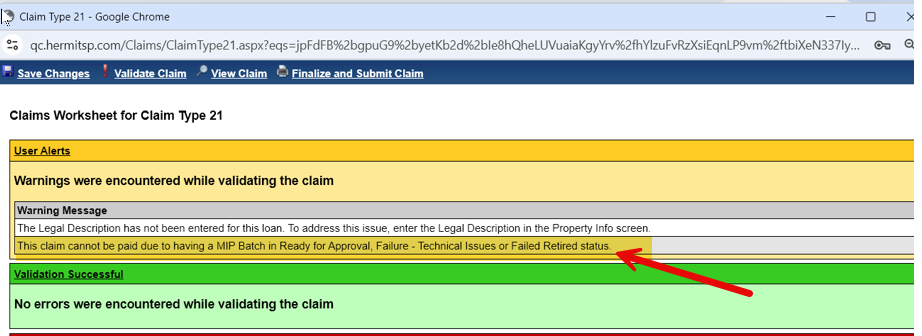 Claim Type 21 - Google Chrome
qc.hermitsp.com/Claims/ClaimType21.aspx?eqs=jpFdFB%2bgpuG9%2byetKb2d%2bIe8hQheLUVuaiaKgyYrv%2fhYlzuFvRzXsiEqnLP9vm%2ftbiXeN337Iy...
Save Changes Validate Claim View Claim Finalize and Submit Claim
Claims Worksheet for Claim Type 21
User Alerts
Warnings were encountered while validating the claim
Warning Message
The Legal Description has not been entered for this loan. To address this issue, enter the Legal Description in the Property Info screen.
This claim cannot be paid due to having a MIP Batch in Ready for Approval, Failure - Technical Issues or Failed Retired status.
Validation Successful
No errors were encountered while validating the claim